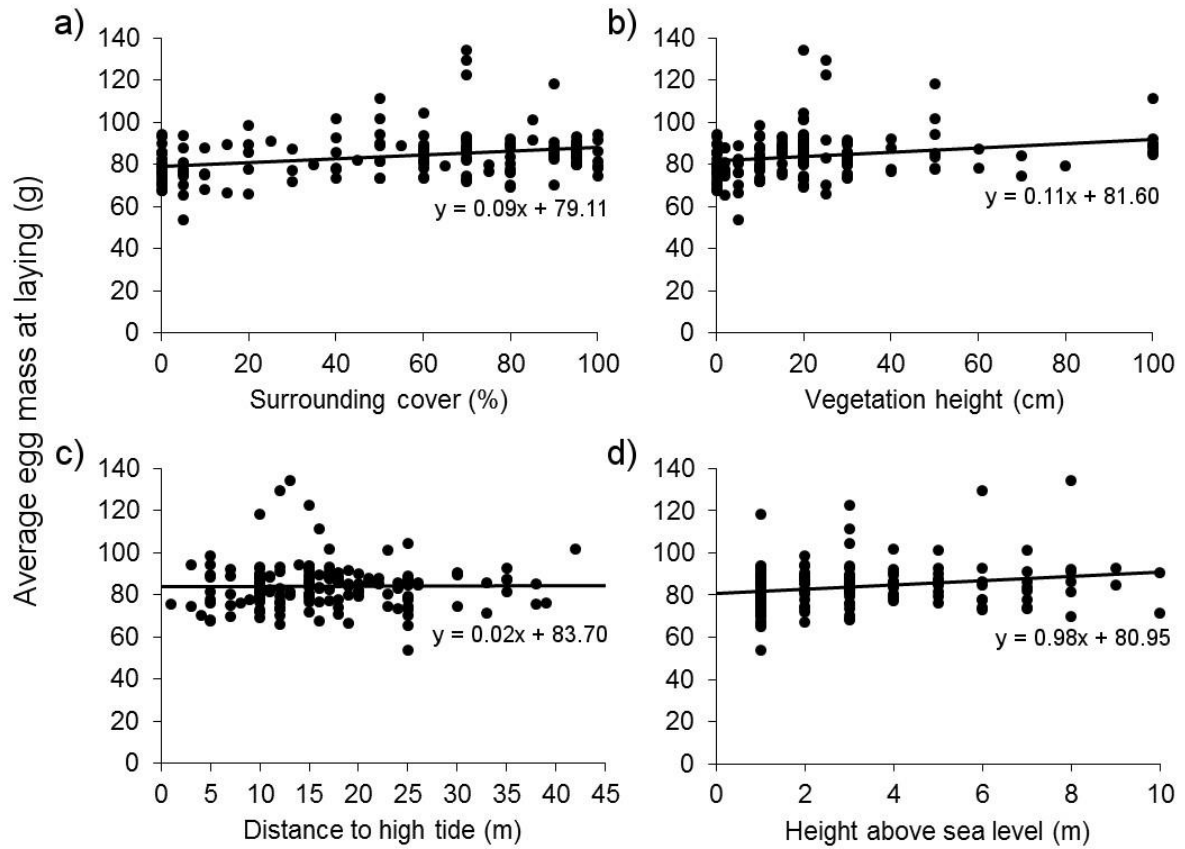 a)
140
120
100
80
60
40
20
0
y = 0.09x + 79.11
0 20 40 60 80 100
Surrounding cover (%)
b)
140
120
100
80
60
40
20
0
y = 0.11x + 81.60
0 20 40 60 80 100
Vegetation height (cm)
Average egg mass at laying (g)
c)
140
120
100
80
60
40
20
0
y = 0.02x + 83.70
0 5 10 15 20 25 30 35 40 45
Distance to high tide (m)
d)
140
120
100
80
60
40
20
0
y = 0.98x + 80.95
0 2 4 6 8 10
Height above sea level (m)